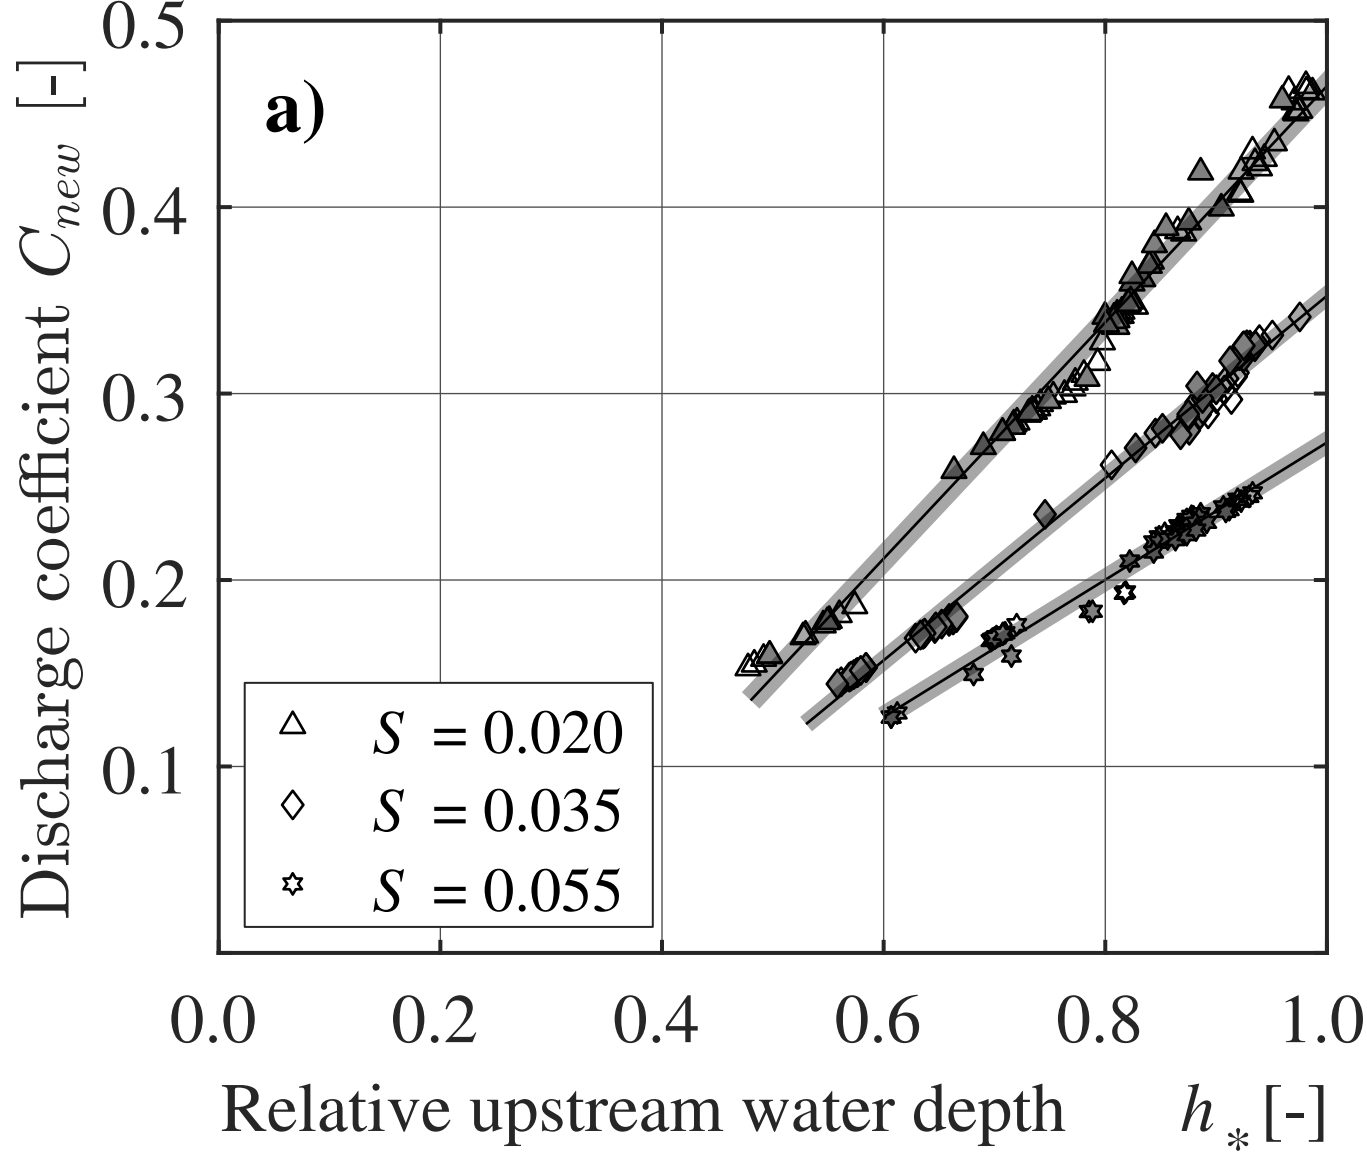 0.5
0.4
0.3
0.2
0.1
Discharge coefficient C_new [-]
a)
S = 0.020
S = 0.035
S = 0.055
0.0 0.2 0.4 0.6 0.8 1.0
Relative upstream water depth h_* [-]